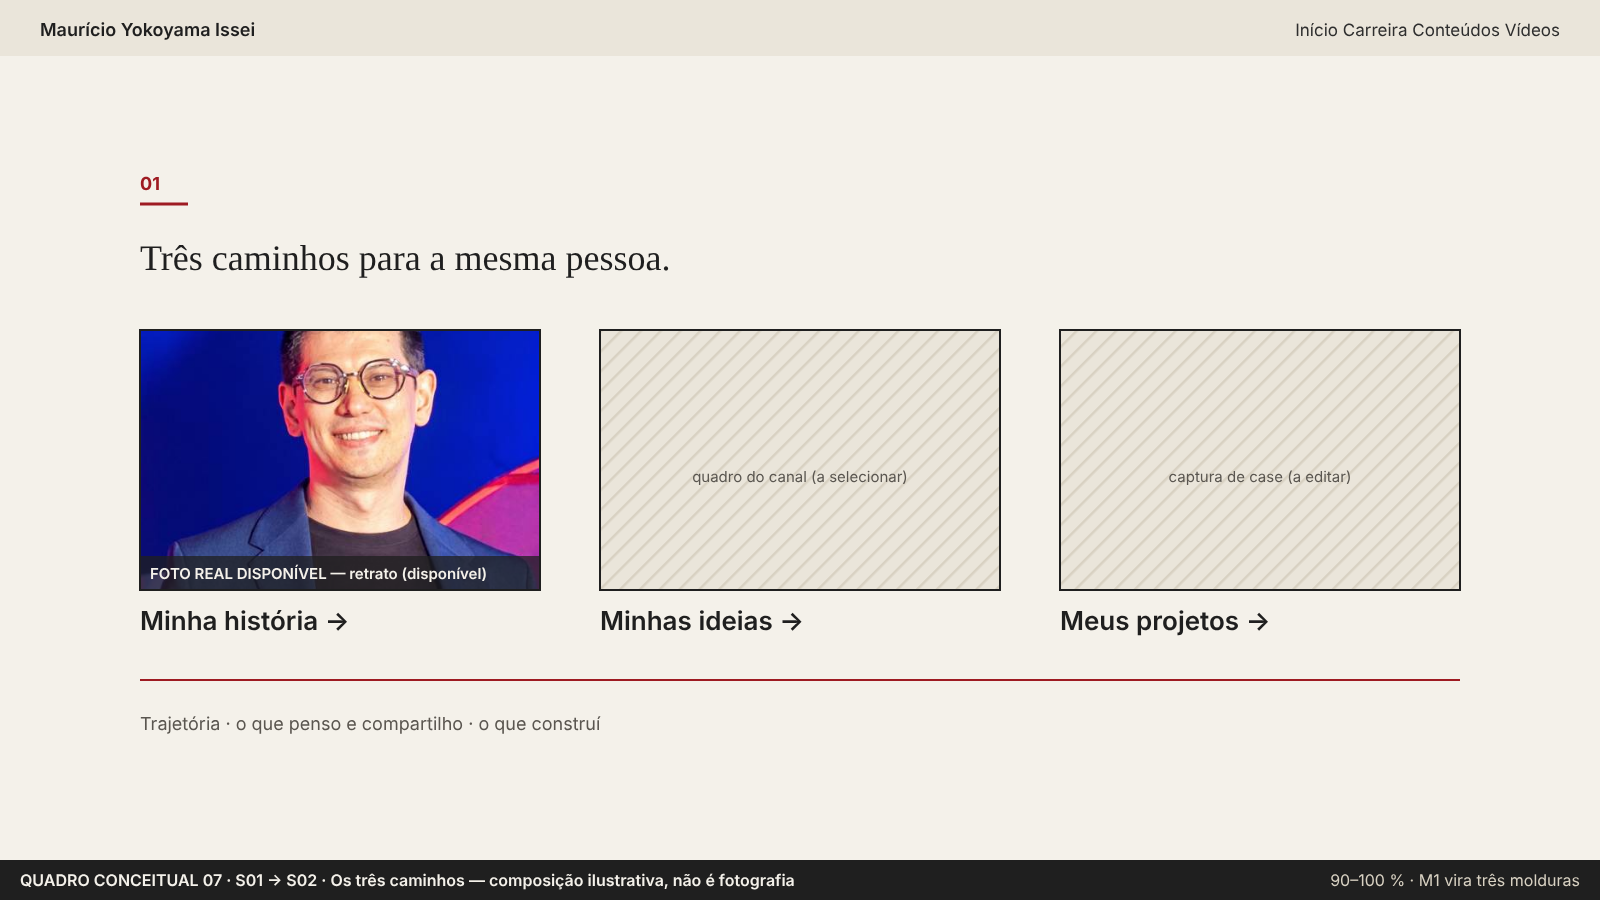 Maurício Yokoyama Issei
Início Carreira Conteúdos Vídeos
01
Três caminhos para a mesma pessoa.
FOTO REAL DISPONÍVEL — retrato (disponível)
quadro do canal (a selecionar)
captura de case (a editar)
Minha história →
Minhas ideias →
Meus projetos →
Trajetória · o que penso e compartilho · o que construí
QUADRO CONCEITUAL 07 · S01 → S02 · Os três caminhos — composição ilustrativa, não é fotografia
90–100 % · M1 vira três molduras